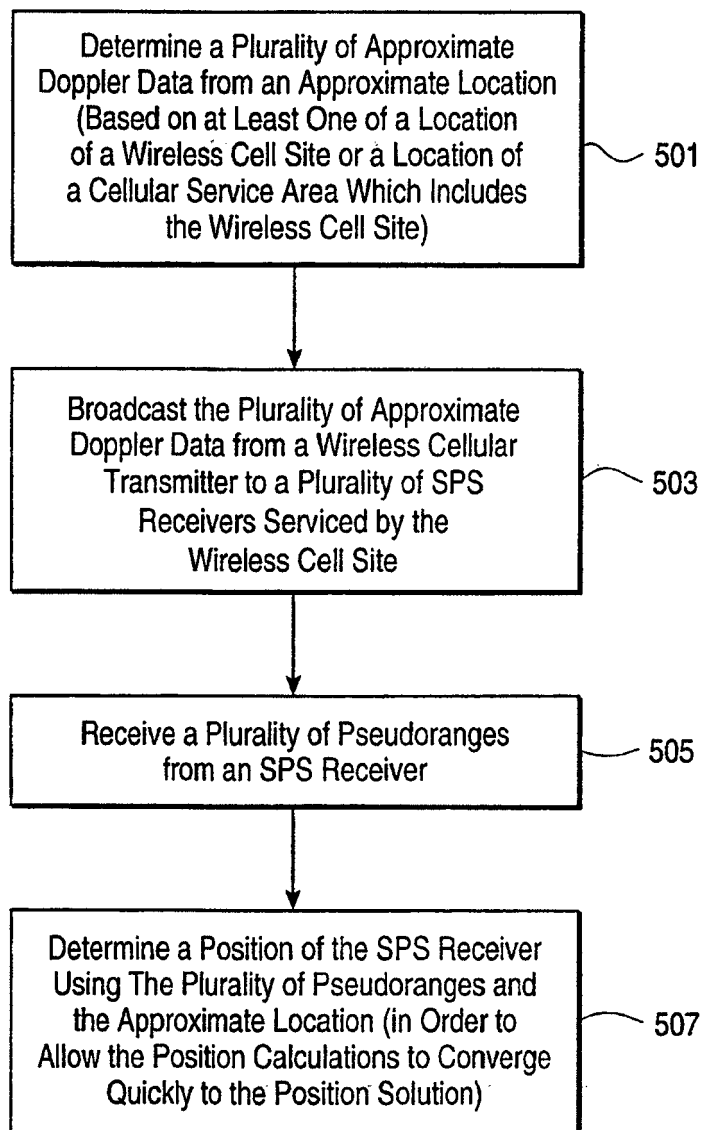 Determine a Plurality of Approximate
Doppler Data from an Approximate Location
(Based on at Least One of a Location
of a Wireless Cell Site or a Location of
a Cellular Service Area Which Includes
the Wireless Cell Site)
501
Broadcast the Plurality of Approximate
Doppler Data from a Wireless Cellular
Transmitter to a Plurality of SPS
Receivers Serviced by the
Wireless Cell Site
503
Receive a Plurality of Pseudoranges
from an SPS Receiver
505
Determine a Position of the SPS Receiver
Using The Plurality of Pseudoranges and
the Approximate Location (in Order to
Allow the Position Calculations to Converge
Quickly to the Position Solution)
507